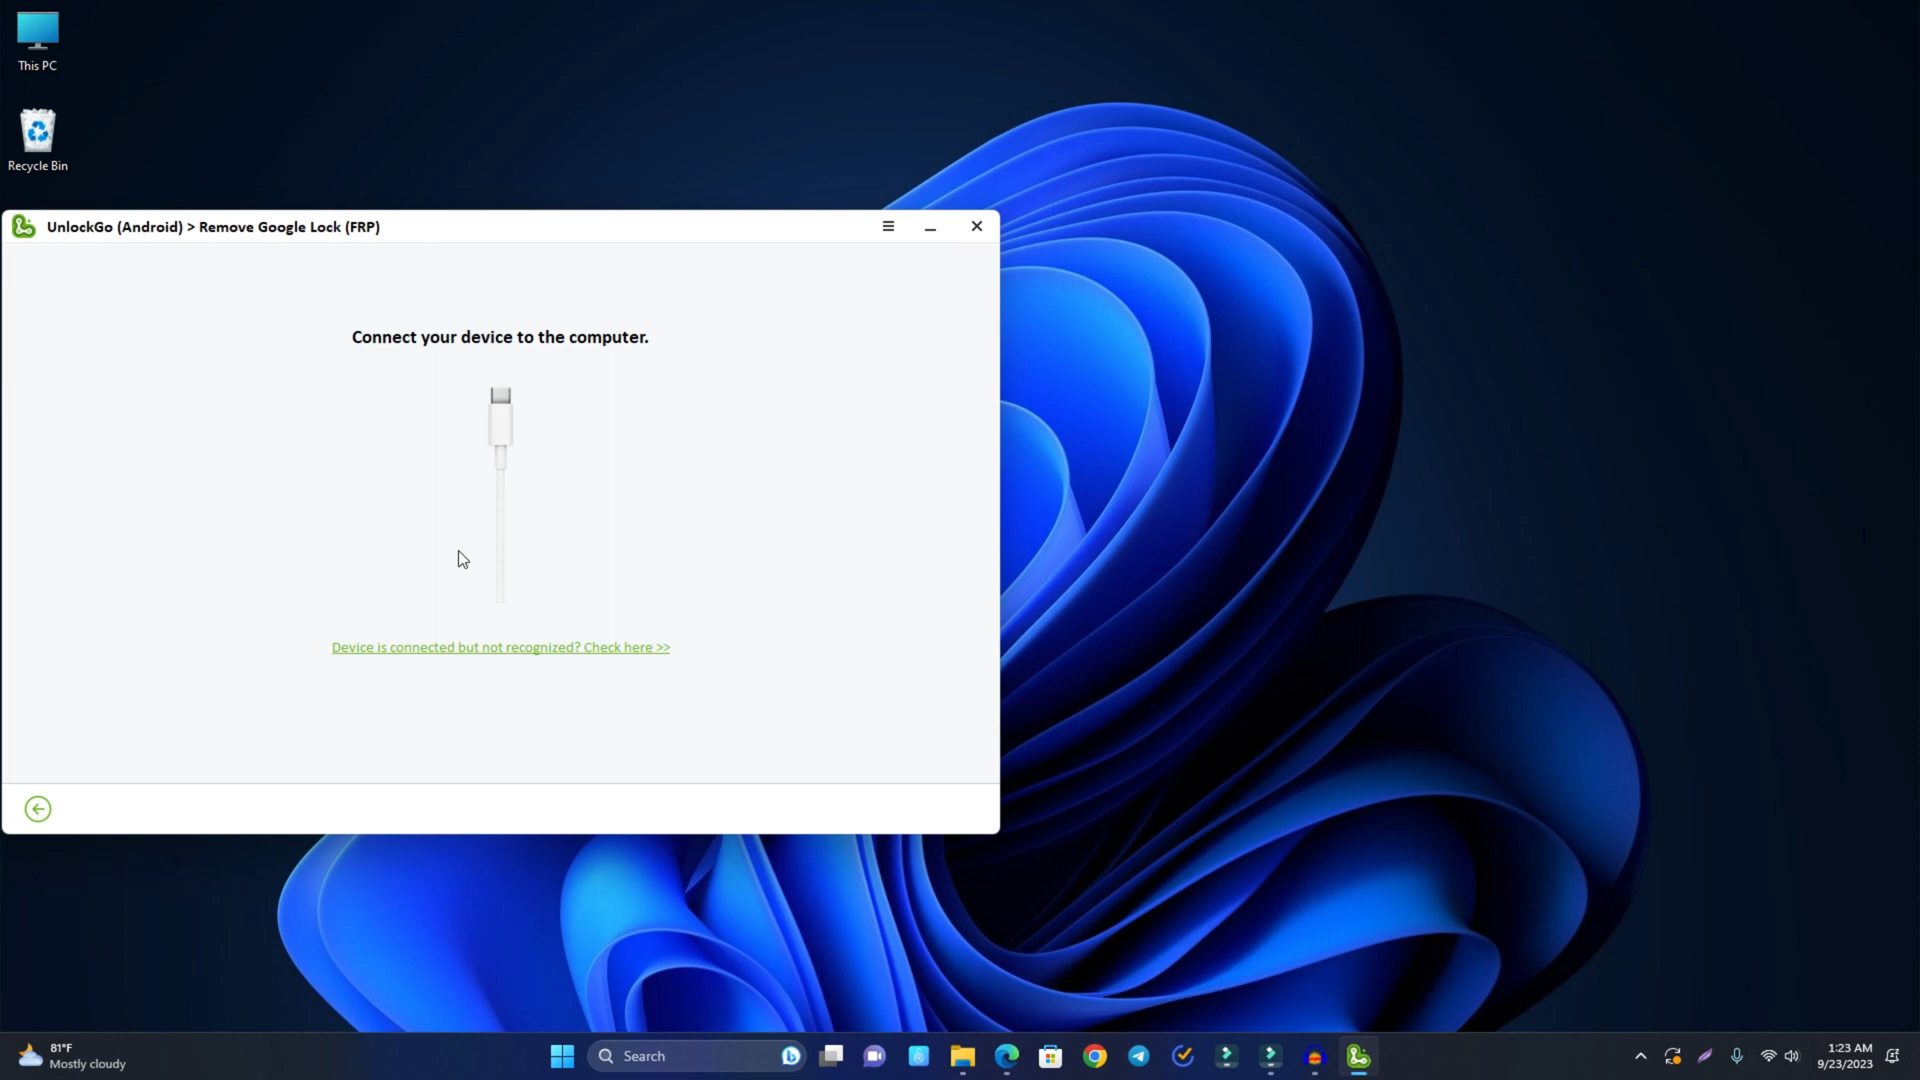 This PC
Recycle Bin
UnlockGo (Android) > Remove Google Lock (FRP)
Connect your device to the computer.
Device is connected but not recognized? Check here >>
81°F
Mostly cloudy
Search
1:23 AM
9/23/2023